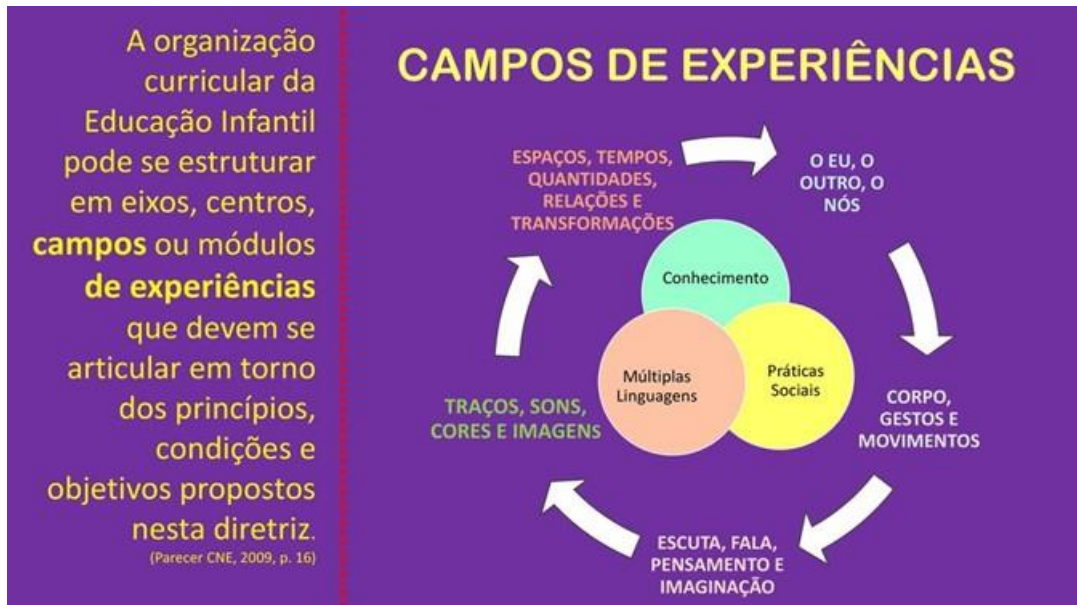 A organização
curricular da
Educação Infantil
pode se estruturar
em eixos, centros,
campos ou módulos
de experiências
que devem se
articular em torno
dos princípios,
condições e
objetivos propostos
nesta diretriz.
(Parecer CNE, 2009, p. 16)
CAMPOS DE EXPERIÊNCIAS
ESPAÇOS, TEMPOS,
QUANTIDADES,
RELAÇÕES E
TRANSFORMAÇÕES
O EU, O
OUTRO, O
NÓS
CORPO,
GESTOS E
MOVIMENTOS
ESCUTA, FALA,
PENSAMENTO E
IMAGINAÇÃO
TRAÇOS, SONS,
CORES E IMAGENS
Conhecimento
Práticas
Sociais
Múltiplas
Linguagens